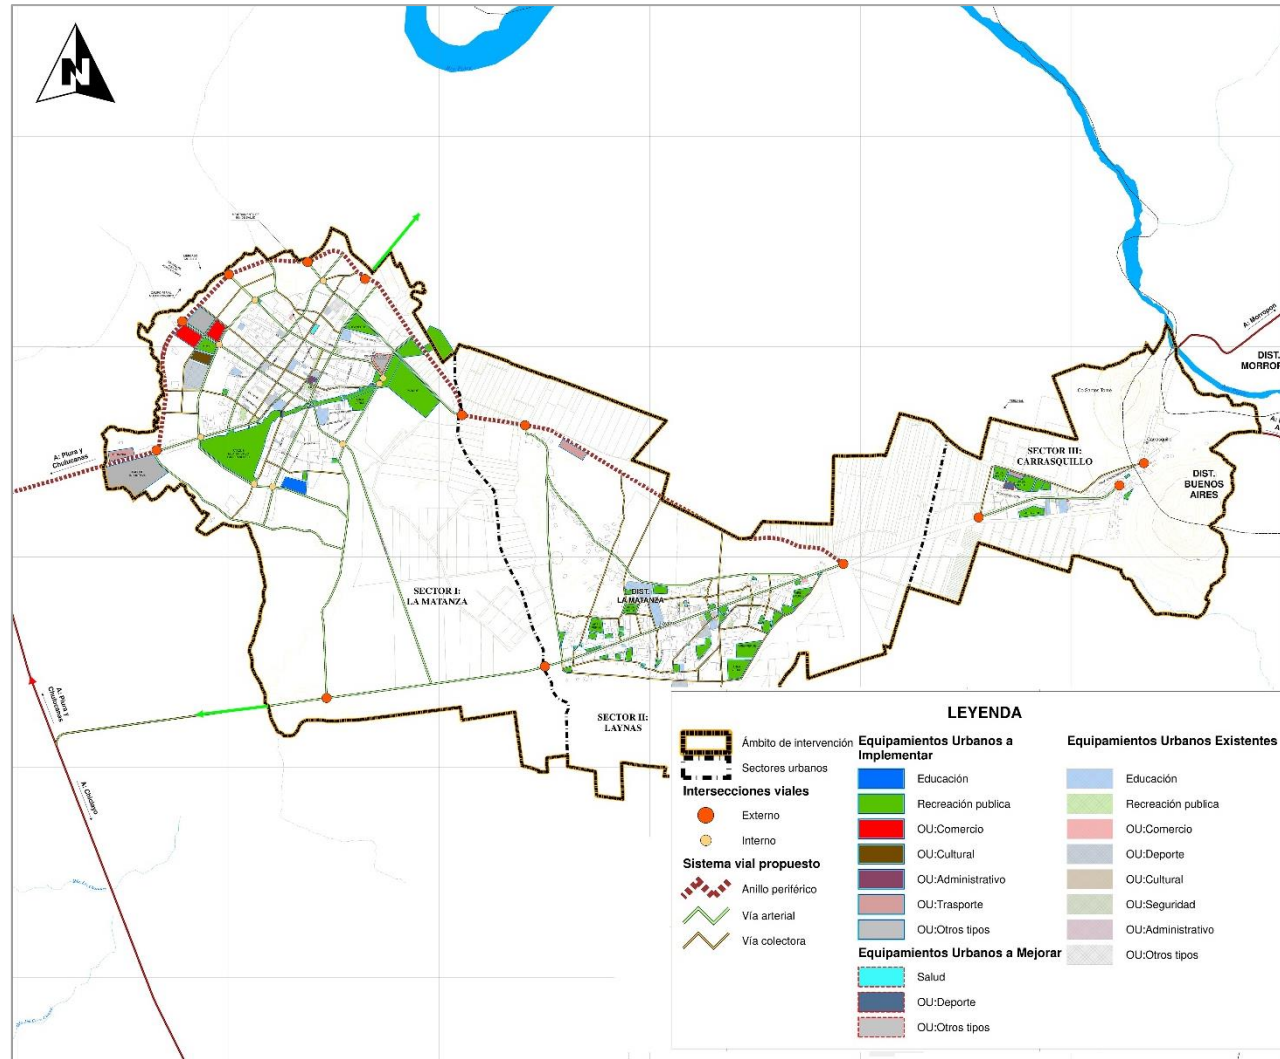 N
A: Morropon
DIST.
MORROP
A: Piura y
Chulucanas
SECTOR III:
CARRASQUILLO
DIST.
BUENOS
AIRES
SECTOR I:
LA MATANZA
DIST.
LA MATANZA
A: Piura y
Chulucanas
SECTOR II:
LAYNAS
A: Chiclayo
LEYENDA
Ámbito de intervención
Sectores urbanos
Intersecciones viales
Externo
Interno
Sistema vial propuesto
Anillo periférico
Vía arterial
Vía colectora
Equipamientos Urbanos a
Implementar
Educación
Recreación publica
OU:Comercio
OU:Cultural
OU:Administrativo
OU:Trasporte
OU:Otros tipos
Equipamientos Urbanos a Mejorar
Salud
OU:Deporte
OU:Otros tipos
Equipamientos Urbanos Existentes
Educación
Recreación publica
OU:Comercio
OU:Deporte
OU:Cultural
OU:Seguridad
OU:Administrativo
OU:Otros tipos